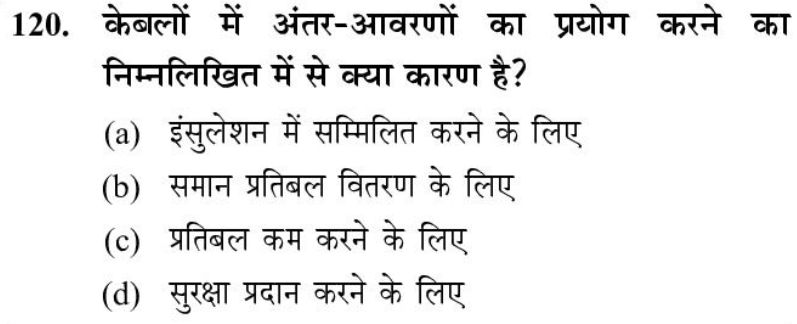 120. केबलों में अंतर-आवरणों का प्रयोग करने का
निम्नलिखित में से क्या कारण है?
(a) इंसुलेशन में सम्मिलित करने के लिए
(b) समान प्रतिबल वितरण के लिए
(c) प्रतिबल कम करने के लिए
(d) सुरक्षा प्रदान करने के लिए